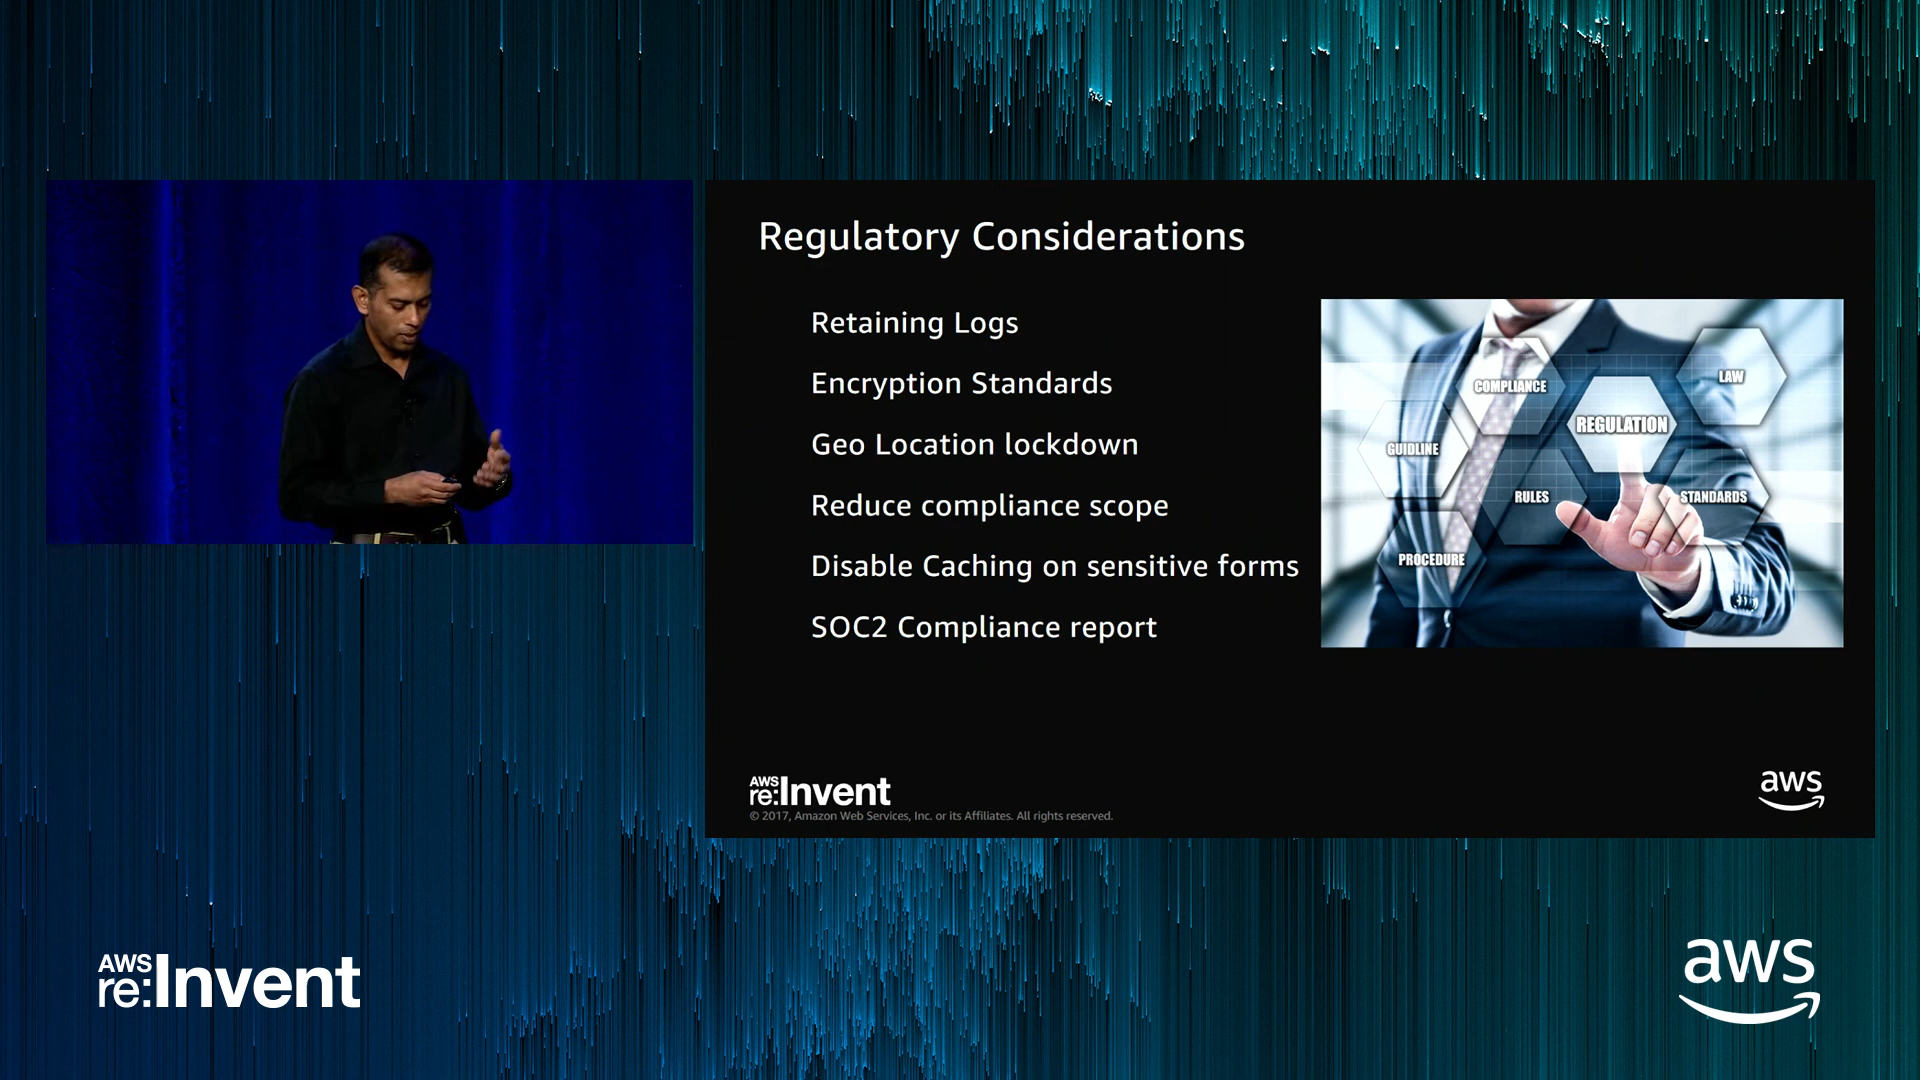 Regulatory Considerations
Retaining Logs
Encryption Standards
Geo Location lockdown
Reduce compliance scope
Disable Caching on sensitive forms
SOC2 Compliance report
COMPLIANCE
LAW
REGULATION
GUIDLINE
RULES
STANDARDS
PROCEDURE
AWS
re:Invent
© 2017, Amazon Web Services, Inc. or its Affiliates. All rights reserved.
aws
AWS
re:Invent
aws